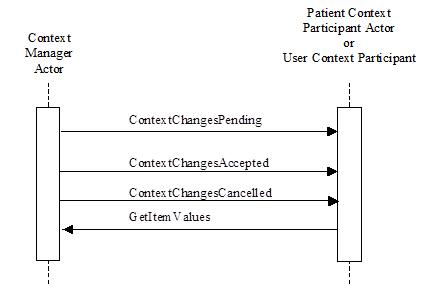 Context
Manager
Actor
Patient Context
Participant Actor
or
User Context Participant
ContextChangesPending
ContextChangesAccepted
ContextChangesCancelled
GetItemValues